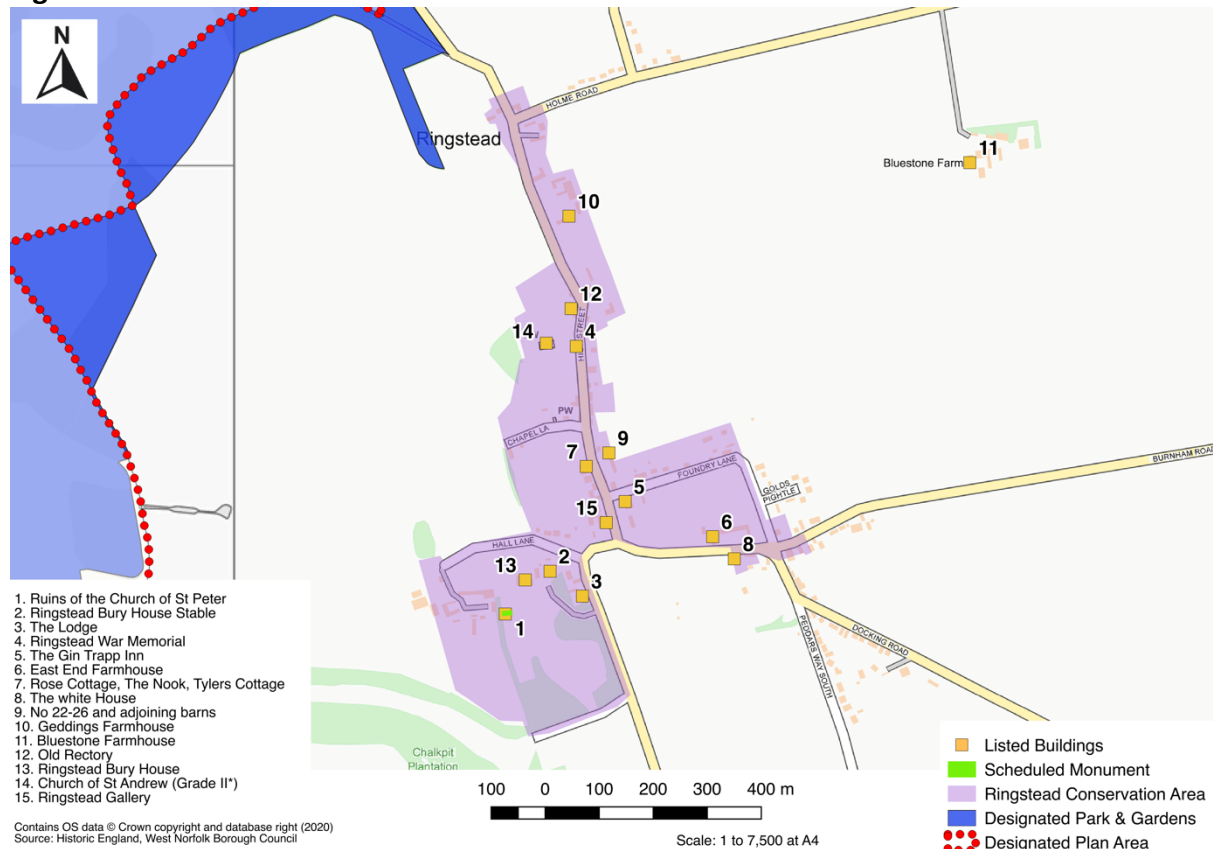 N
HOLME ROAD
Ringstead
11
Bluestone Farm
10
12
14
4
STREET
PW
CHAPEL LA
9
7
FOUNDRY LANE
BURNHAM ROAD
5
GOLDS
PIGHTLE
15
6
HALL LANE
8
2
13
3
1
DOCKING ROAD
PEDDARS WAY SOUTH
Chalkpit
Plantation
1. Ruins of the Church of St Peter
2. Ringstead Bury House Stable
3. The Lodge
4. Ringstead War Memorial
5. The Gin Trapp Inn
6. East End Farmhouse
7. Rose Cottage, The Nook, Tylers Cottage
8. The white House
9. No 22-26 and adjoining barns
10. Geddings Farmhouse
11. Bluestone Farmhouse
12. Old Rectory
13. Ringstead Bury House
14. Church of St Andrew (Grade II*)
15. Ringstead Gallery
Contains OS data © Crown copyright and database right (2020)
Source: Historic England, West Norfolk Borough Council
100 0 100 200 300 400 m
Scale: 1 to 7,500 at A4
Listed Buildings
Scheduled Monument
Ringstead Conservation Area
Designated Park & Gardens
Designated Plan Area